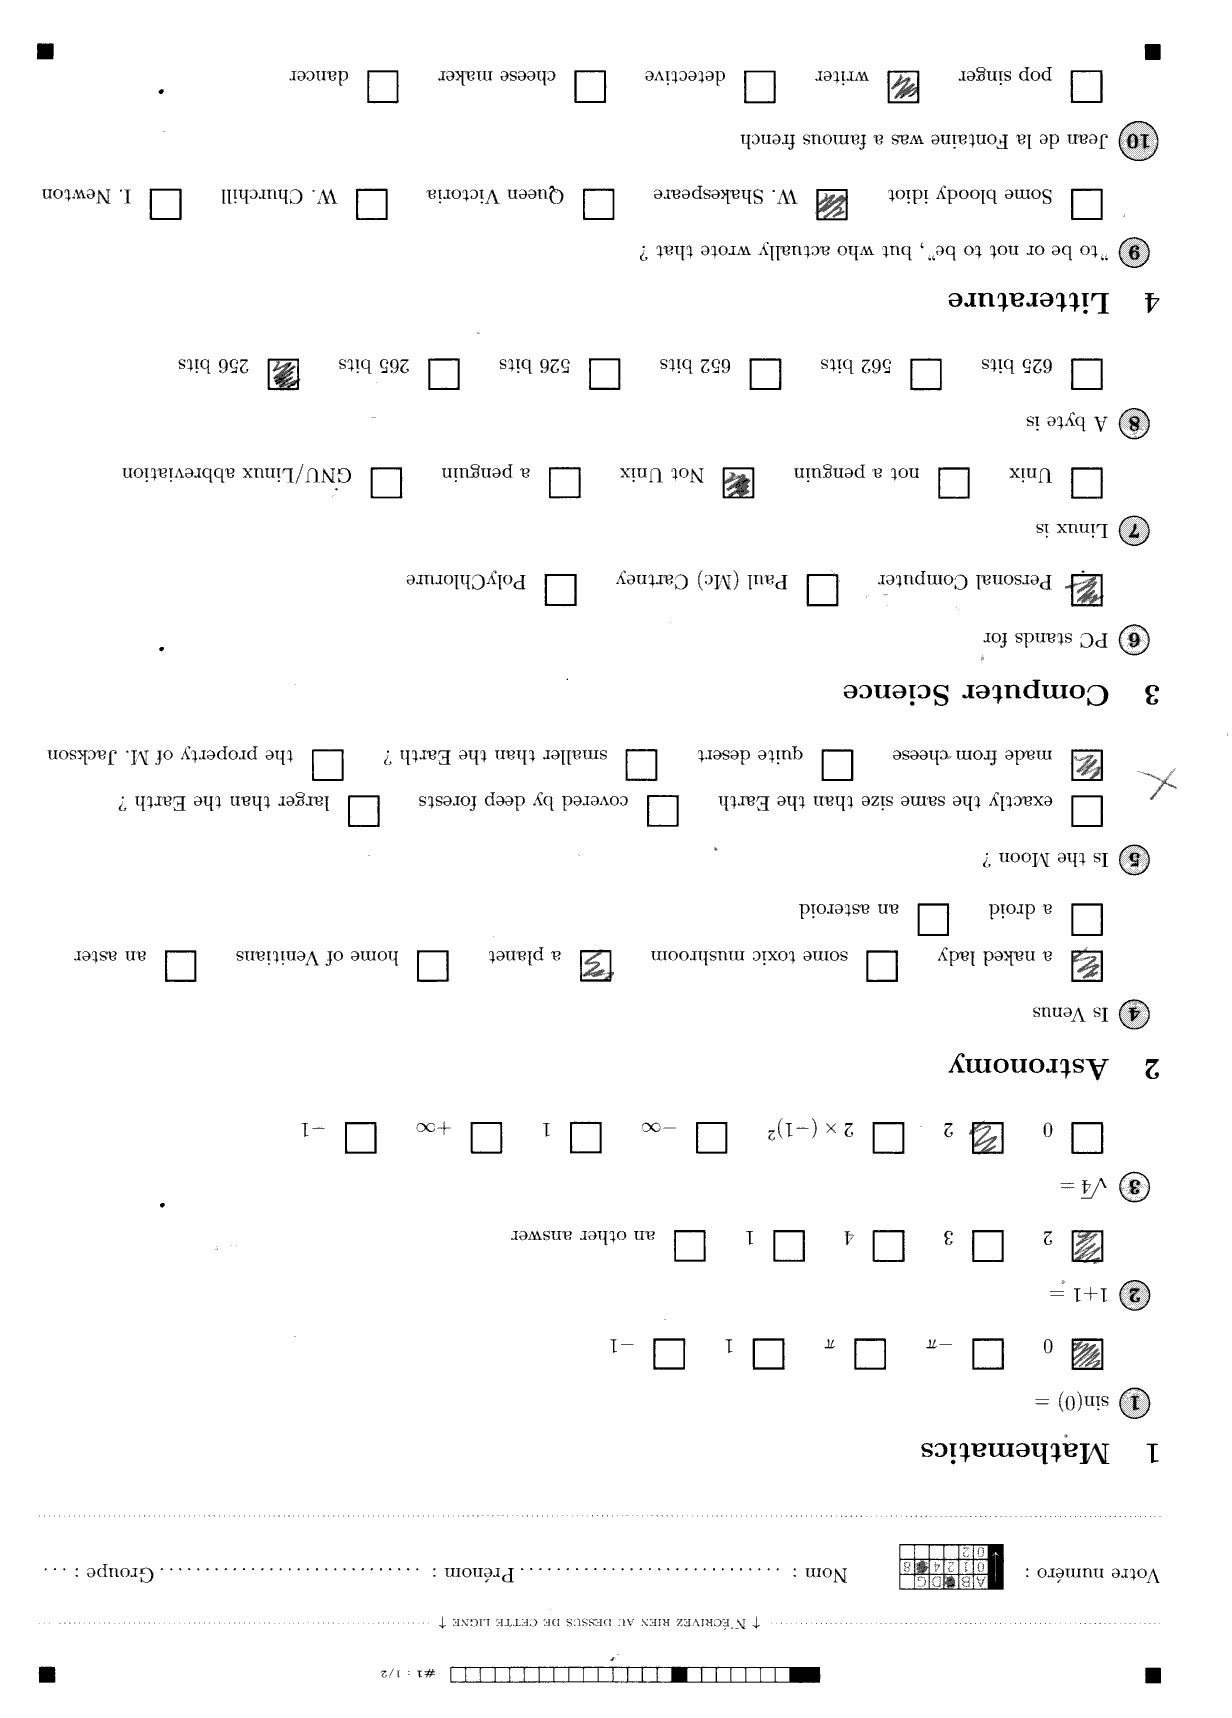 #1 : 1/2
↑ N'ÉCRIVEZ RIEN AU DESSUS DE CETTE LIGNE ↑
Votre numéro : Nom : Prénom : Groupe :
A B D G
0 1 2 4 8
0 2
1 Mathematics
1 sin(0) =
0 −π π 1 −1
2 1+1 =
2 3 4 1 an other answer
3 √4 =
0 2 2 × (−1)² −∞ 1 +∞ −1
2 Astronomy
4 Is Venus
a naked lady some toxic mushroom a planet home of Venitians an aster
a droid an asteroid
5 Is the Moon ?
exactly the same size than the Earth covered by deep forests larger than the Earth ?
made from cheese quite desert smaller than the Earth ? the property of M. Jackson
3 Computer Science
6 PC stands for
Personal Computer Paul (Mc) Cartney PolyChlorure
7 Linux is
Unix not a penguin Not Unix a penguin GNU/Linux abbreviation
8 A byte is
625 bits 562 bits 652 bits 526 bits 265 bits 256 bits
4 Litterature
9 "to be or not to be", but who actually wrote that ?
Some bloody idiot W. Shakespeare Queen Victoria W. Churchill I. Newton
10 Jean de la Fontaine was a famous french
pop singer writer detective cheese maker dancer